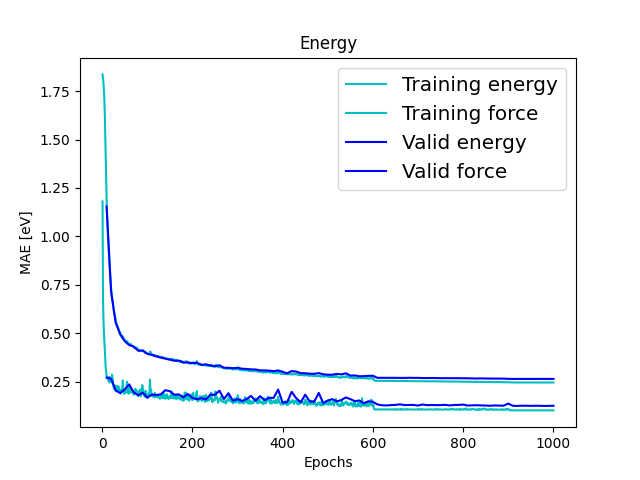 Energy
Training energy
Training force
Valid energy
Valid force
MAE [eV]
1.75
1.50
1.25
1.00
0.75
0.50
0.25
0 200 400 600 800 1000
Epochs